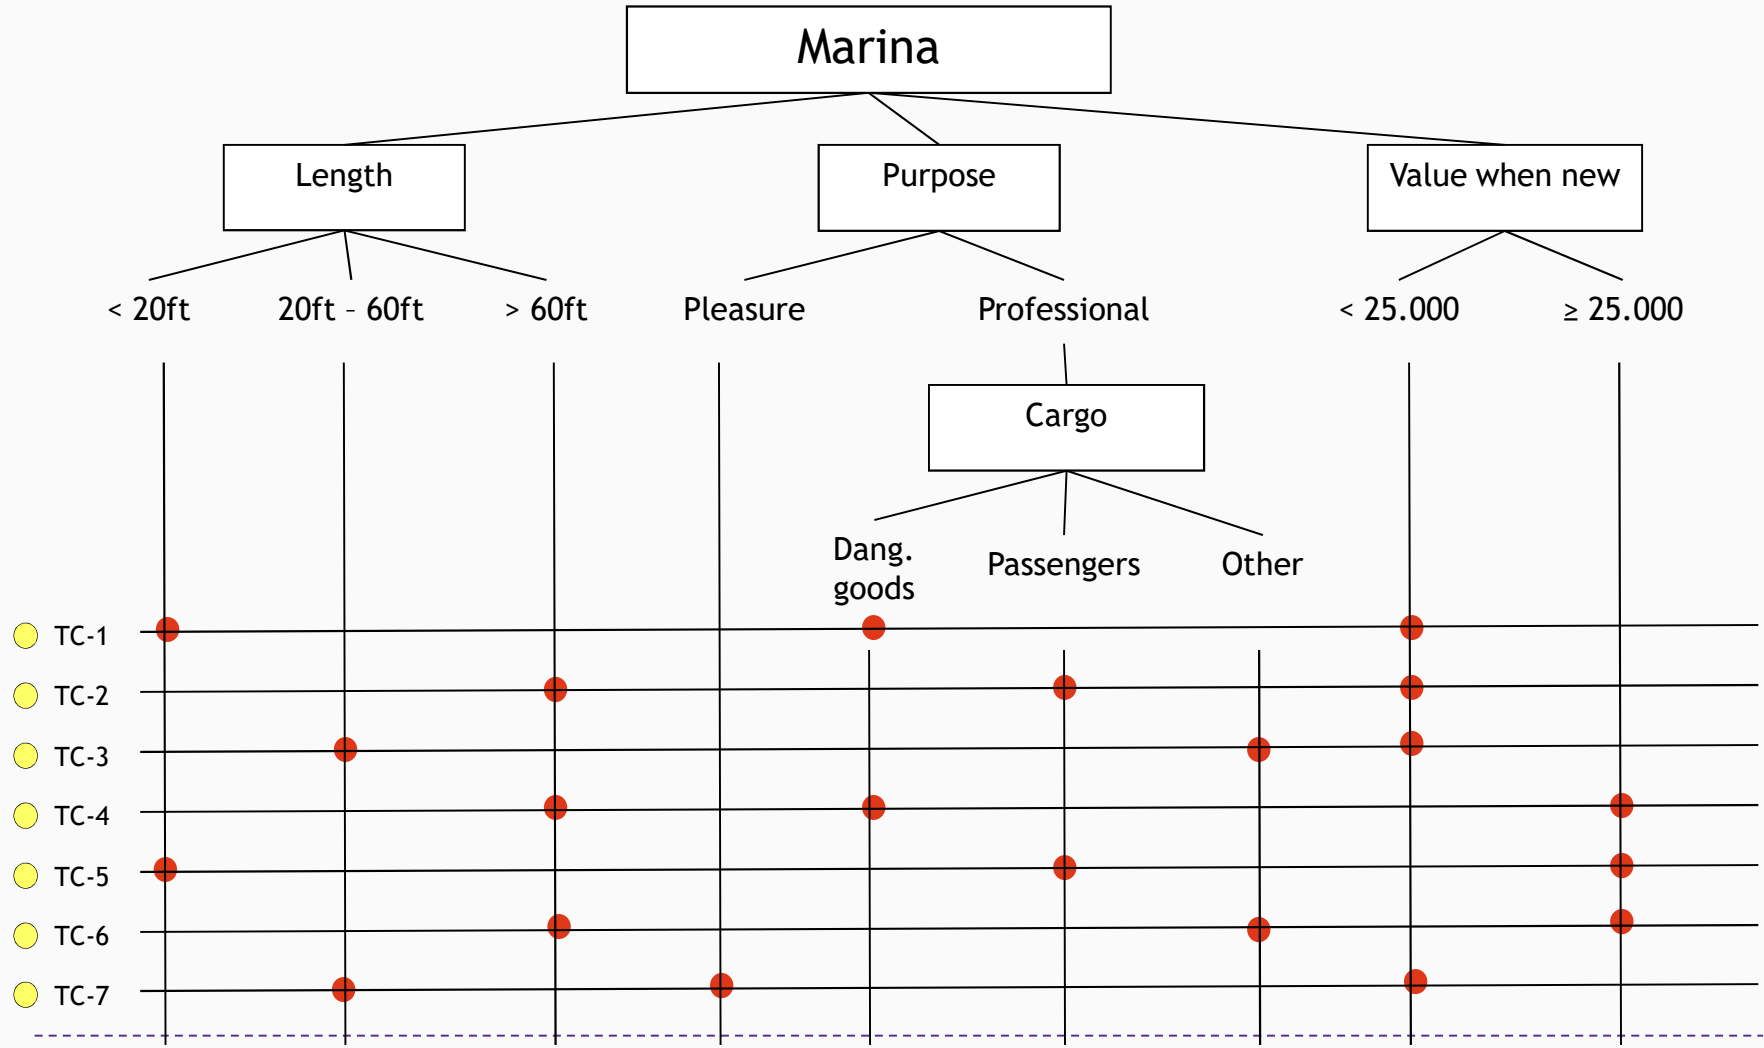 Marina
Length
Purpose
Value when new
< 20ft
20ft – 60ft
> 60ft
Pleasure
Professional
< 25.000
≥ 25.000
Cargo
Dang.
goods
Passengers
Other
TC-1
TC-2
TC-3
TC-4
TC-5
TC-6
TC-7